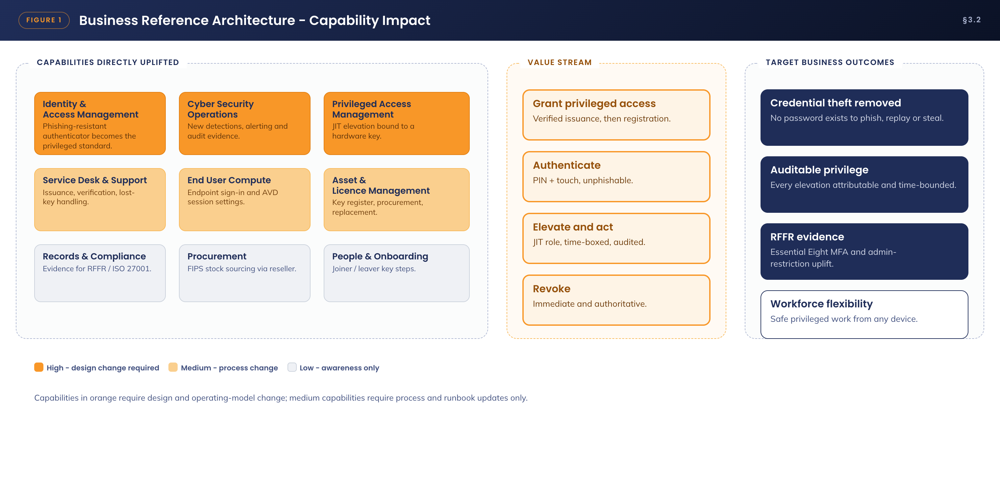 FIGURE 1
Business Reference Architecture - Capability Impact
§3.2
CAPABILITIES DIRECTLY UPLIFTED
Identity &
Access Management
Phishing-resistant
authenticator becomes the
privileged standard.
Cyber Security
Operations
New detections, alerting and
audit evidence.
Privileged Access
Management
JIT elevation bound to a
hardware key.
Service Desk & Support
Issuance, verification, lost-
key handling.
End User Compute
Endpoint sign-in and AVD
session settings.
Asset &
Licence Management
Key register, procurement,
replacement.
Records & Compliance
Evidence for RFFR / ISO 27001.
Procurement
FIPS stock sourcing via reseller.
People & Onboarding
Joiner / leaver key steps.
VALUE STREAM
Grant privileged access
Verified issuance, then registration.
Authenticate
PIN + touch, unphishable.
Elevate and act
JIT role, time-boxed, audited.
Revoke
Immediate and authoritative.
TARGET BUSINESS OUTCOMES
Credential theft removed
No password exists to phish, replay or steal.
Auditable privilege
Every elevation attributable and time-bounded.
RFFR evidence
Essential Eight MFA and admin-
restriction uplift.
Workforce flexibility
Safe privileged work from any device.
High - design change required
Medium - process change
Low - awareness only
Capabilities in orange require design and operating-model change; medium capabilities require process and runbook updates only.